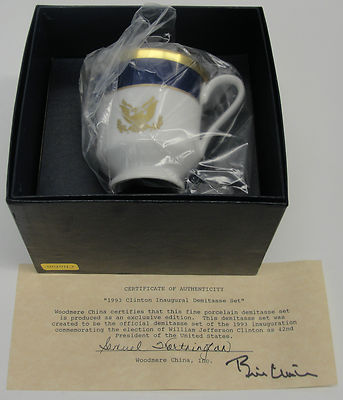 CERTIFICATE OF AUTHENTICITY
"1993 Clinton Inaugural Demitasse Set"
Woodmere China certifies that this fine porcelain demitasse set
is produced as an exclusive edition. This demitasse set was
created to be the official demitasse set of the 1993 inauguration
commemorating the election of William Jefferson Clinton as 42nd
President of the United States.
Woodmere China, Inc.
Bill Clinton